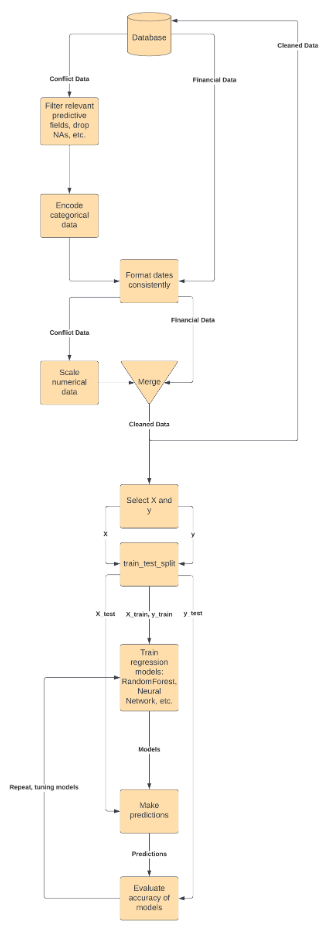 Database
Cleaned Data
Conflict Data
Financial Data
Filter relevant
predictive
fields, drop
NAs, etc.
Encode
categorical
data
Format dates
consistently
Financial Data
Conflict Data
Scale
numerical
data
Merge
Cleaned Data
Select X and
y
X
y
train_test_split
X_test
X_train, y_train
y_test
Train
regression
models:
RandomForest,
Neural
Network, etc.
Models
Repeat, tuning models
Make
predictions
Predictions
Evaluate
accuracy of
models